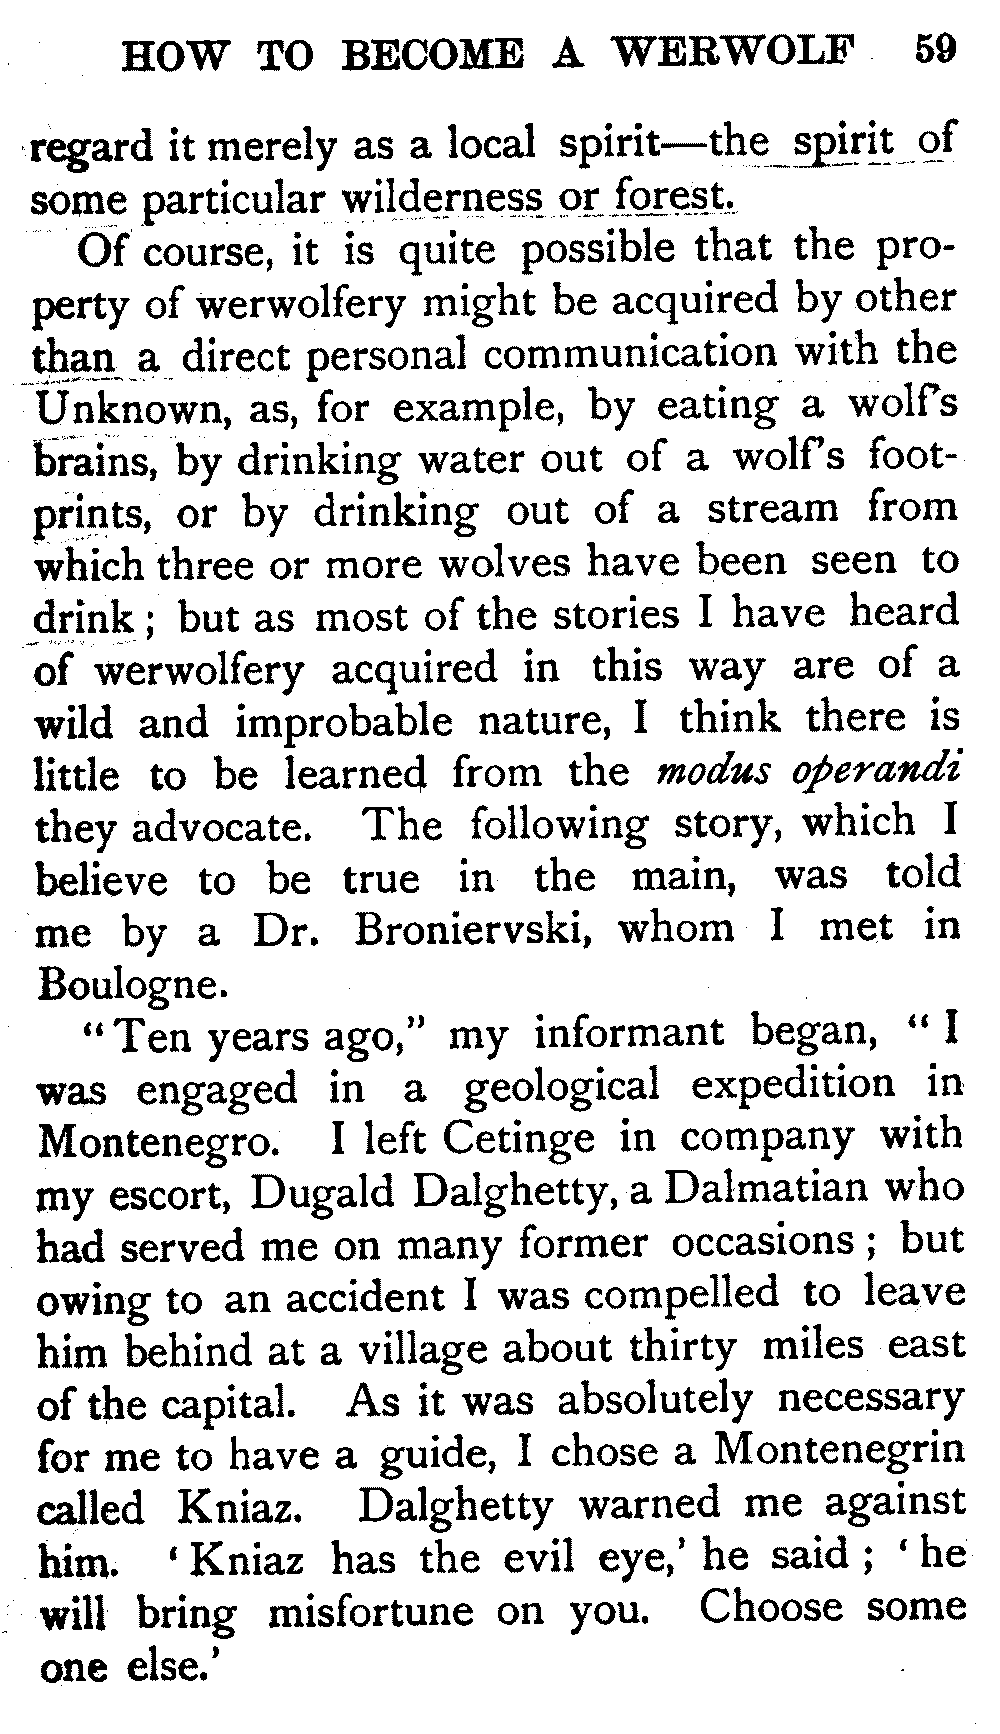 HOW TO BECOME A WERWOLF 59
regard it merely as a local spirit—the spirit of
some particular wilderness or forest.
Of course, it is quite possible that the pro-
perty of werwolfery might be acquired by other
than a direct personal communication with the
Unknown, as, for example, by eating a wolf's
brains, by drinking water out of a wolf's foot-
prints, or by drinking out of a stream from
which three or more wolves have been seen to
drink ; but as most of the stories I have heard
of werwolfery acquired in this way are of a
wild and improbable nature, I think there is
little to be learned from the modus operandi
they advocate. The following story, which I
believe to be true in the main, was told
me by a Dr. Broniervski, whom I met in
Boulogne.
“Ten years ago,” my informant began, “I
was engaged in a geological expedition in
Montenegro. I left Cetinge in company with
my escort, Dugald Dalghetty, a Dalmatian who
had served me on many former occasions ; but
owing to an accident I was compelled to leave
him behind at a village about thirty miles east
of the capital. As it was absolutely necessary
for me to have a guide, I chose a Montenegrin
called Kniaz. Dalghetty warned me against
him. ‘Kniaz has the evil eye,’ he said ; ‘he
will bring misfortune on you. Choose some
one else.’